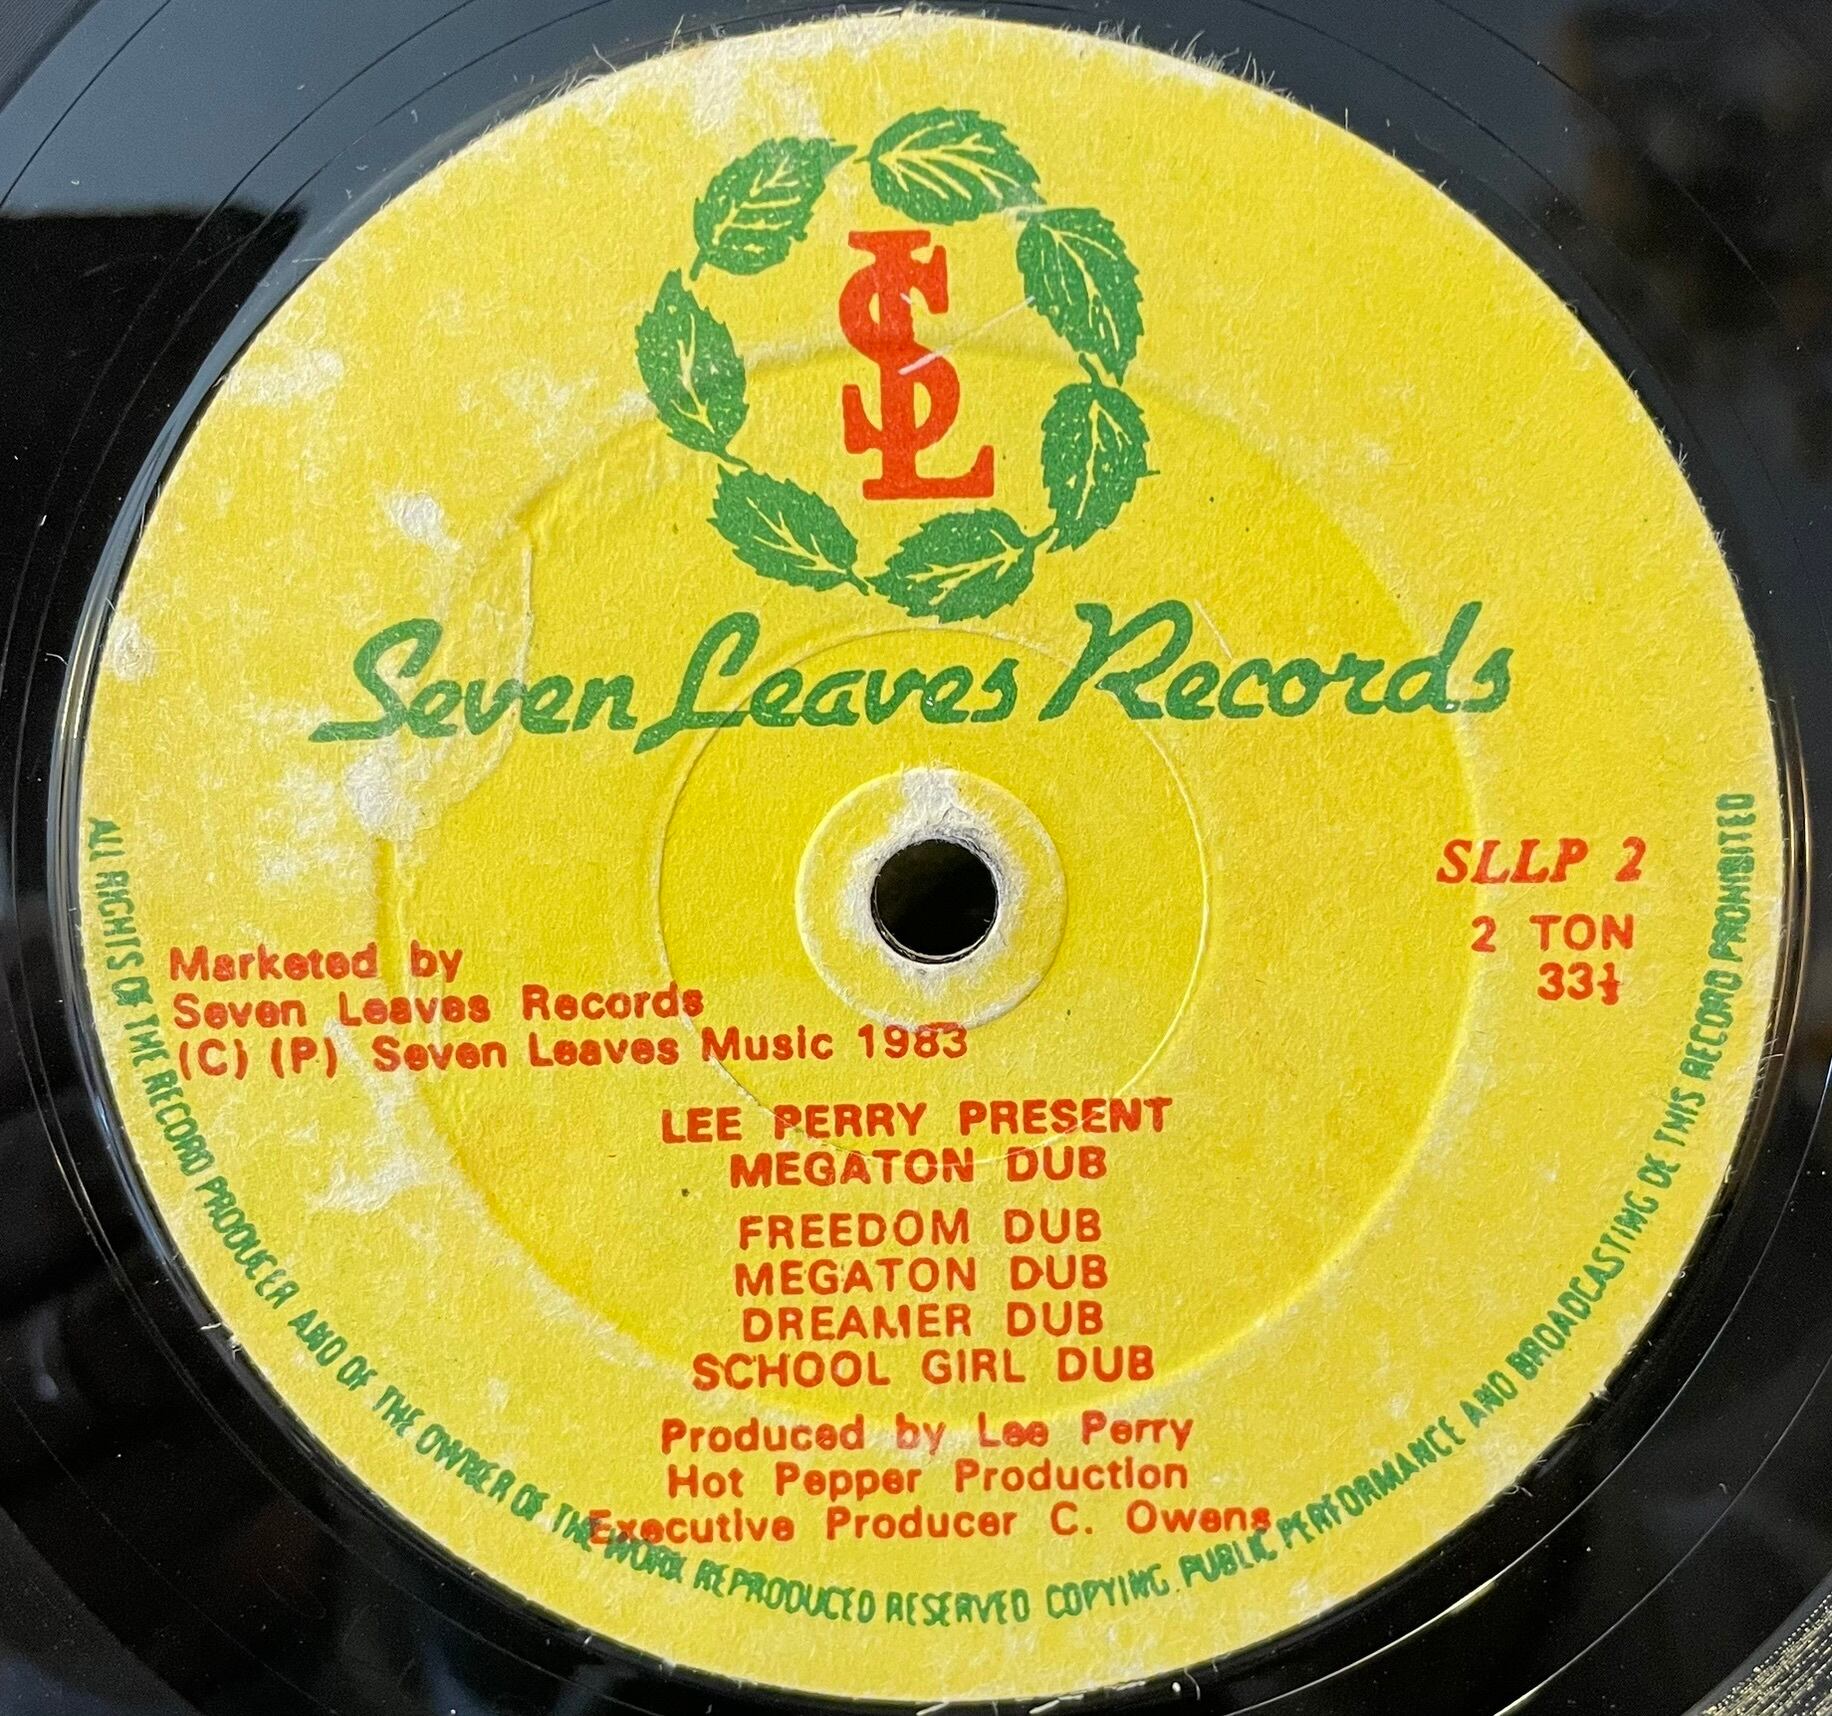 SL
Seven Leaves Records
SLLP 2
2 TON
33⅓
Marketed by
Seven Leaves Records
(C) (P) Seven Leaves Music 1983
LEE PERRY PRESENT
MEGATON DUB
FREEDOM DUB
MEGATON DUB
DREAMER DUB
SCHOOL GIRL DUB
Produced by Lee Perry
Hot Pepper Production
Executive Producer C. Owens
ALL RIGHTS OF THE RECORD PRODUCER AND OF THE OWNER OF THE WORK REPRODUCED RESERVED COPYING. PUBLIC PERFORMANCE AND BROADCASTING OF THIS RECORD PROHIBITED